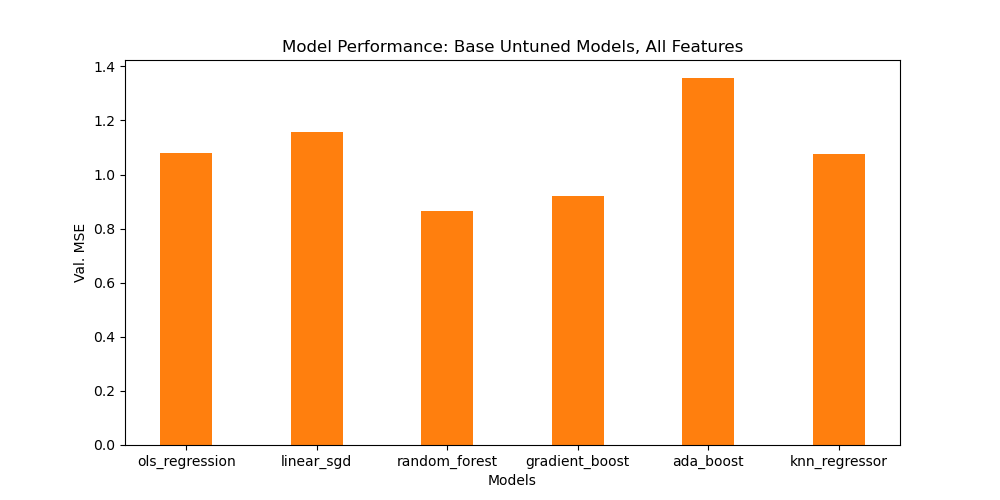 Model Performance: Base Untuned Models, All Features
1.4
1.2
1.0
0.8
0.6
0.4
0.2
0.0
Val. MSE
ols_regression linear_sgd random_forest gradient_boost ada_boost knn_regressor
Models